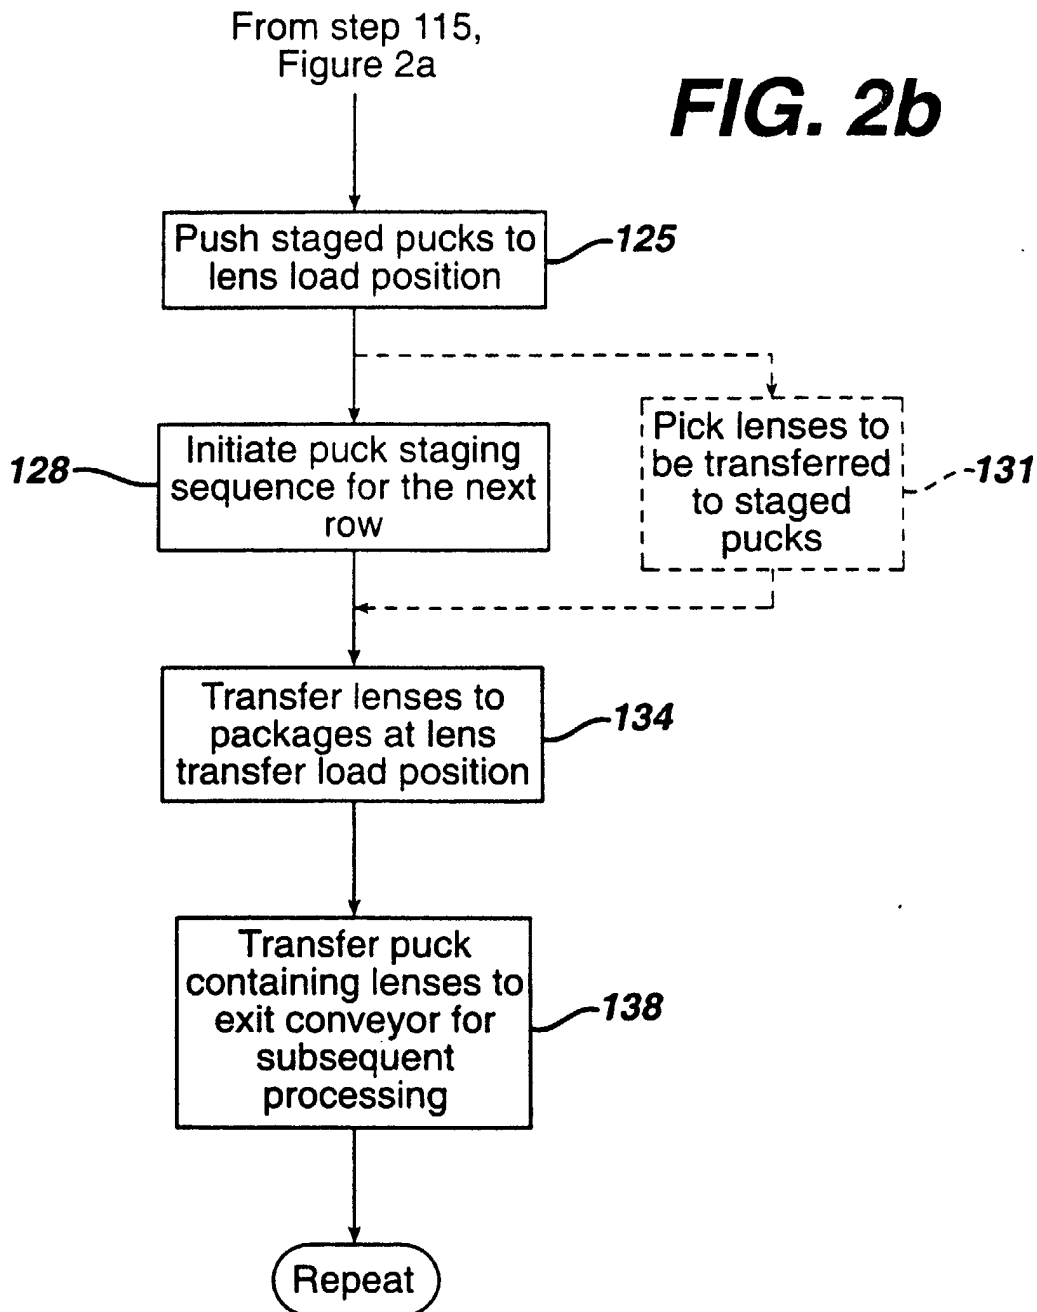 From step 115,
Figure 2a
FIG. 2b
Push staged pucks to
lens load position
125
128
Initiate puck staging
sequence for the next
row
Pick lenses to
be transferred
to staged
pucks
131
Transfer lenses to
packages at lens
transfer load position
134
Transfer puck
containing lenses to
exit conveyor for
subsequent
processing
138
Repeat